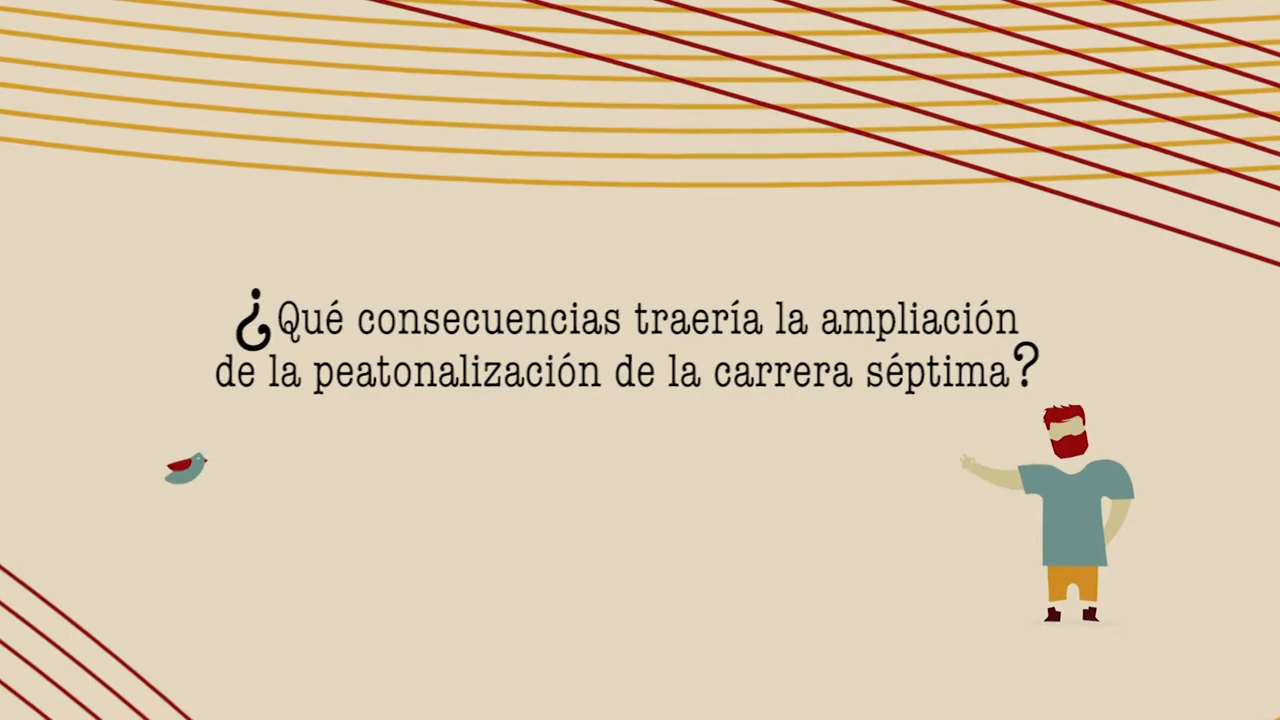 ¿Qué consecuencias traería la ampliación
de la peatonalización de la carrera séptima?